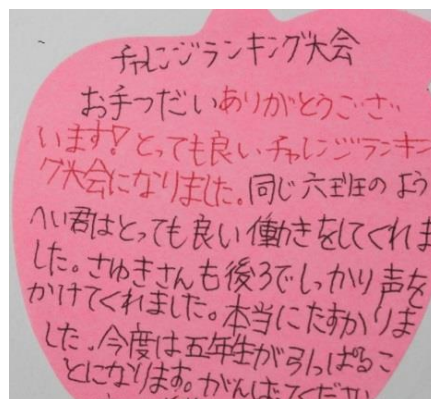 チャレンジランキング大会
お手つだいありがとうござ
います！とっても良いチャレンジランキン
グ大会になりました。同じ六班のよう
へい君はとっても良い働きをしてくれま
した。さゆきさんも後ろでしっかり声を
かけてくれました。本当にたすかりま
した。今度は五年生が引っぱるこ
とになります。がんばってくださ